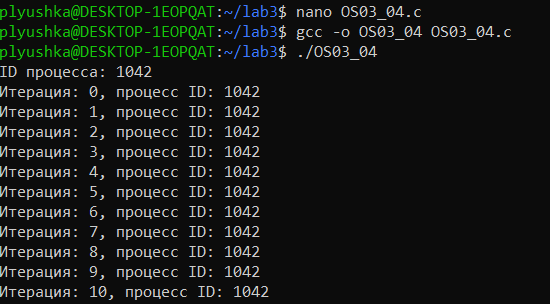 plyushka@DESKTOP-1EOPQAT:~/lab3$ nano OS03_04.c
plyushka@DESKTOP-1EOPQAT:~/lab3$ gcc -o OS03_04 OS03_04.c
plyushka@DESKTOP-1EOPQAT:~/lab3$ ./OS03_04
ID процесса: 1042
Итерация: 0, процесс ID: 1042
Итерация: 1, процесс ID: 1042
Итерация: 2, процесс ID: 1042
Итерация: 3, процесс ID: 1042
Итерация: 4, процесс ID: 1042
Итерация: 5, процесс ID: 1042
Итерация: 6, процесс ID: 1042
Итерация: 7, процесс ID: 1042
Итерация: 8, процесс ID: 1042
Итерация: 9, процесс ID: 1042
Итерация: 10, процесс ID: 1042